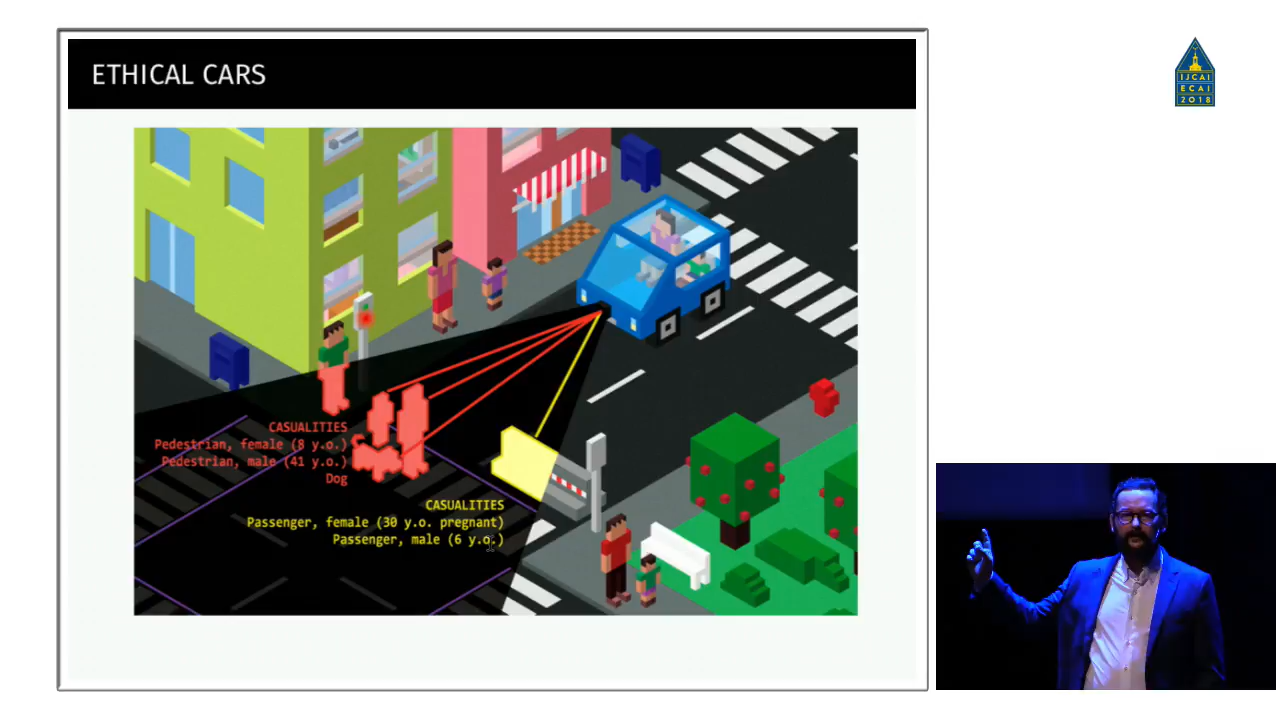 ETHICAL CARS
IJCAI
ECAI
2018
CASUALITIES
Pedestrian, female (8 y.o.)
Pedestrian, male (41 y.o.)
Dog
CASUALITIES
Passenger, female (30 y.o. pregnant)
Passenger, male (6 y.o.)